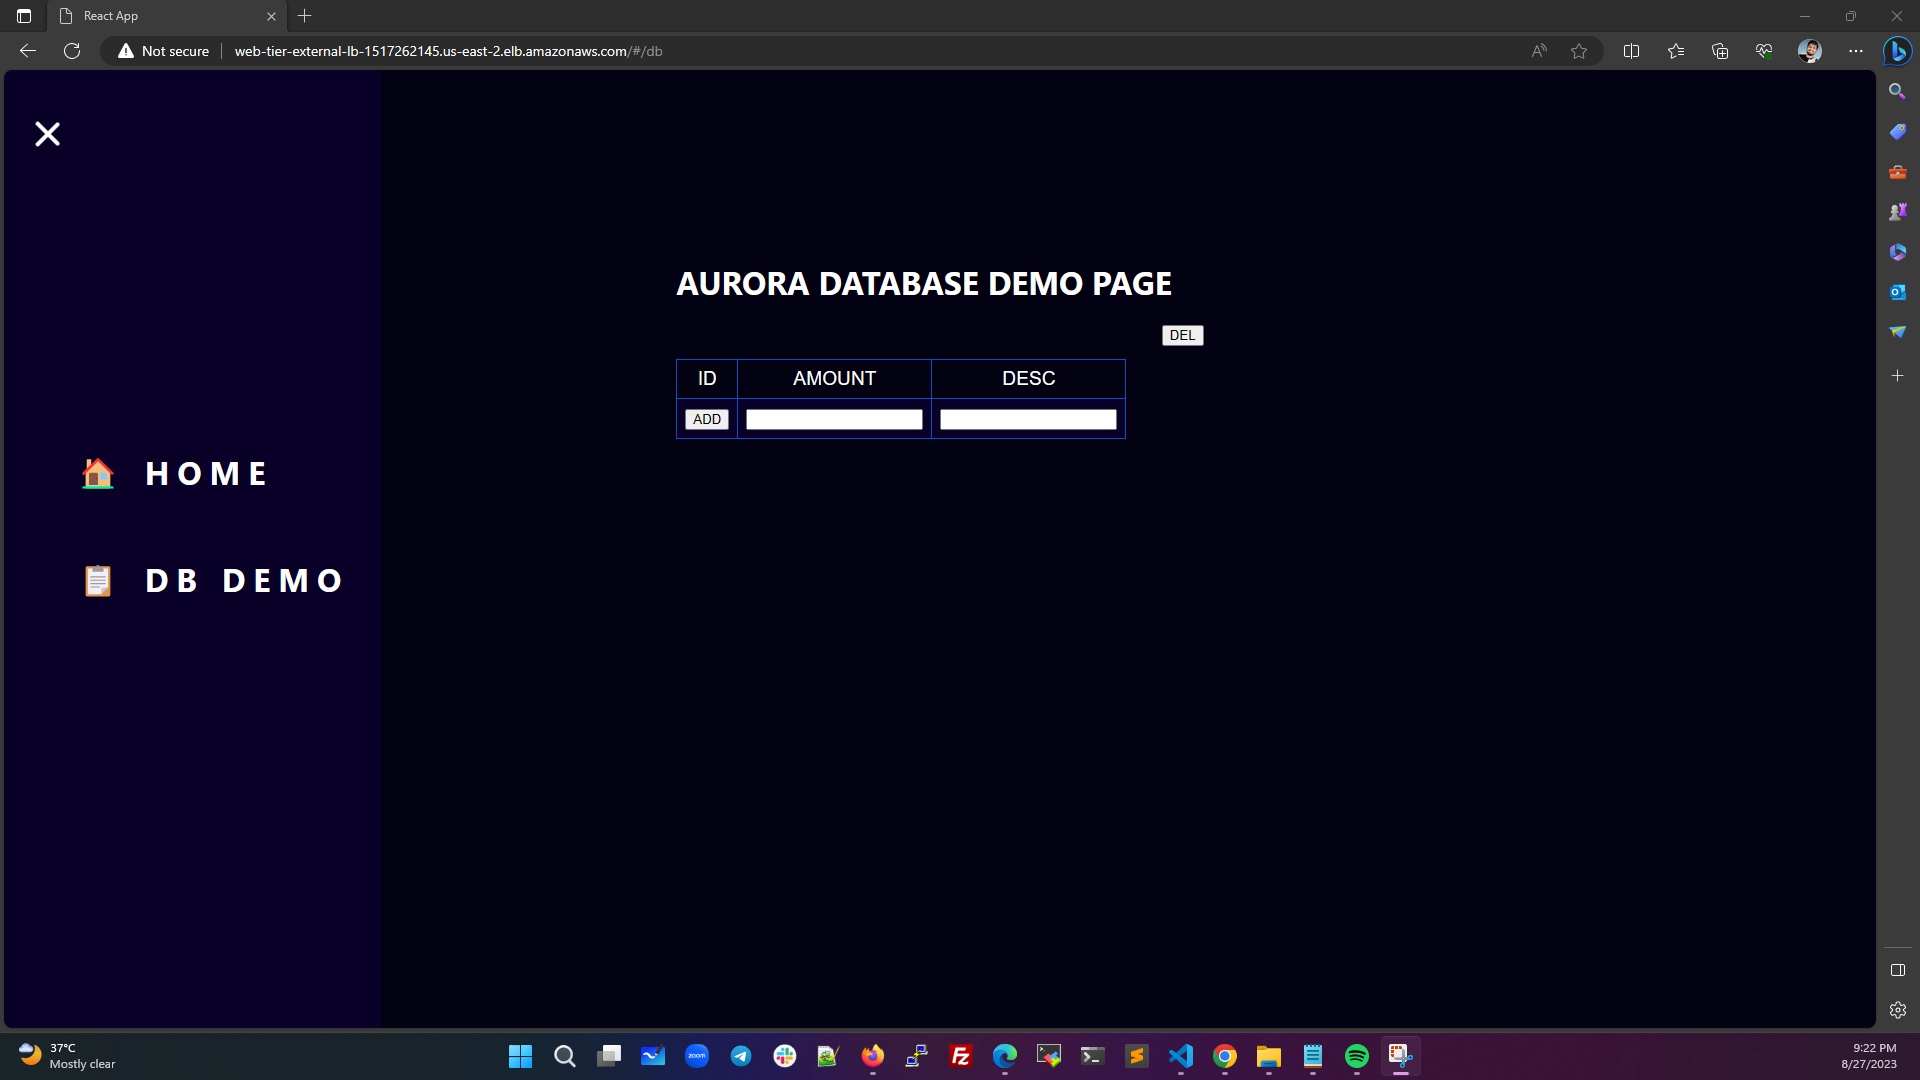 React App
Not secure
web-tier-external-lb-1517262145.us-east-2.elb.amazonaws.com/#/db
AURORA DATABASE DEMO PAGE
DEL
ID AMOUNT DESC
ADD
HOME
DB DEMO
37°C
Mostly clear
zoom
9:22 PM
8/27/2023